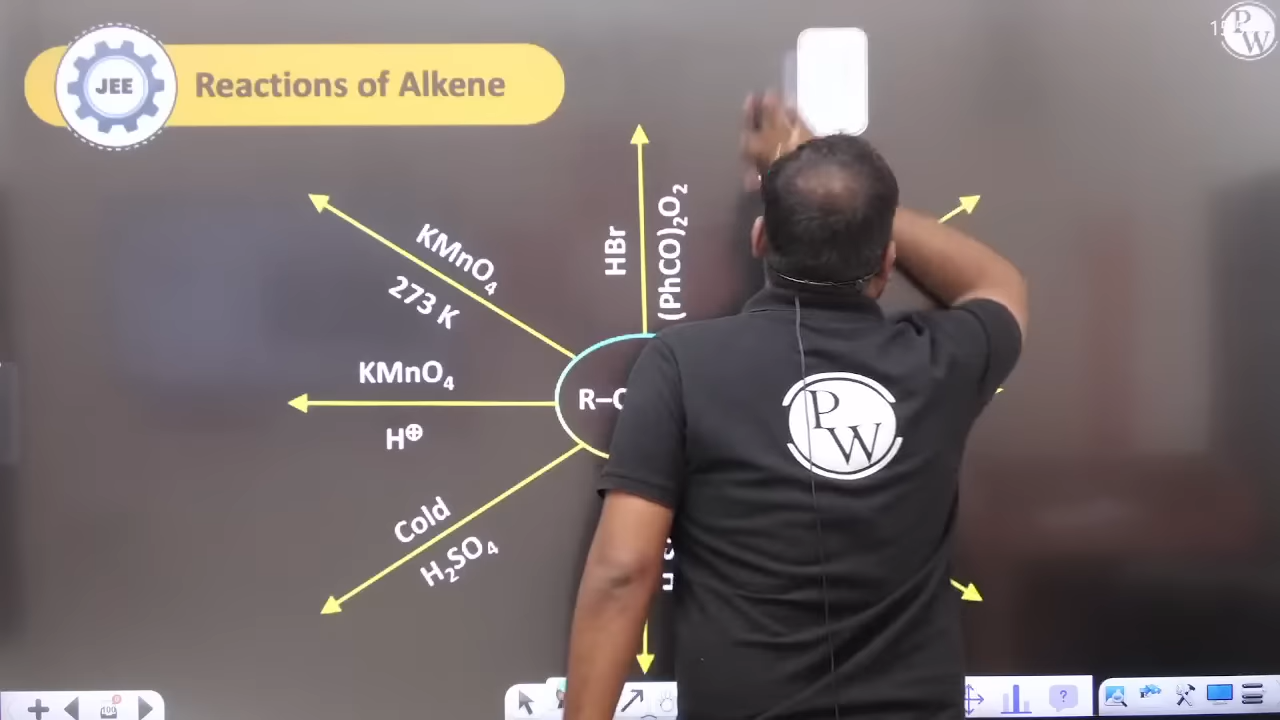 JEE
Reactions of Alkene
PW
HBr
(PhCO)₂O₂
KMnO₄
273 K
KMnO₄
H⊕
R–C
Cold
H₂SO₄
PW